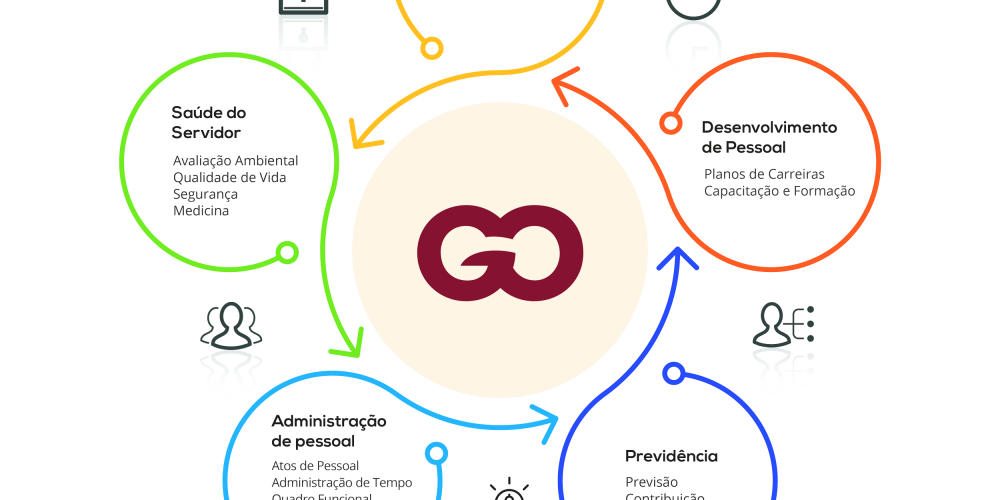 Saúde do
Servidor
Avaliação Ambiental
Qualidade de Vida
Segurança
Medicina
Desenvolvimento
de Pessoal
Planos de Carreiras
Capacitação e Formação
GO
Administração
de pessoal
Atos de Pessoal
Administração de Tempo
Quadro Funcional
Previdência
Previsão
Contribuição